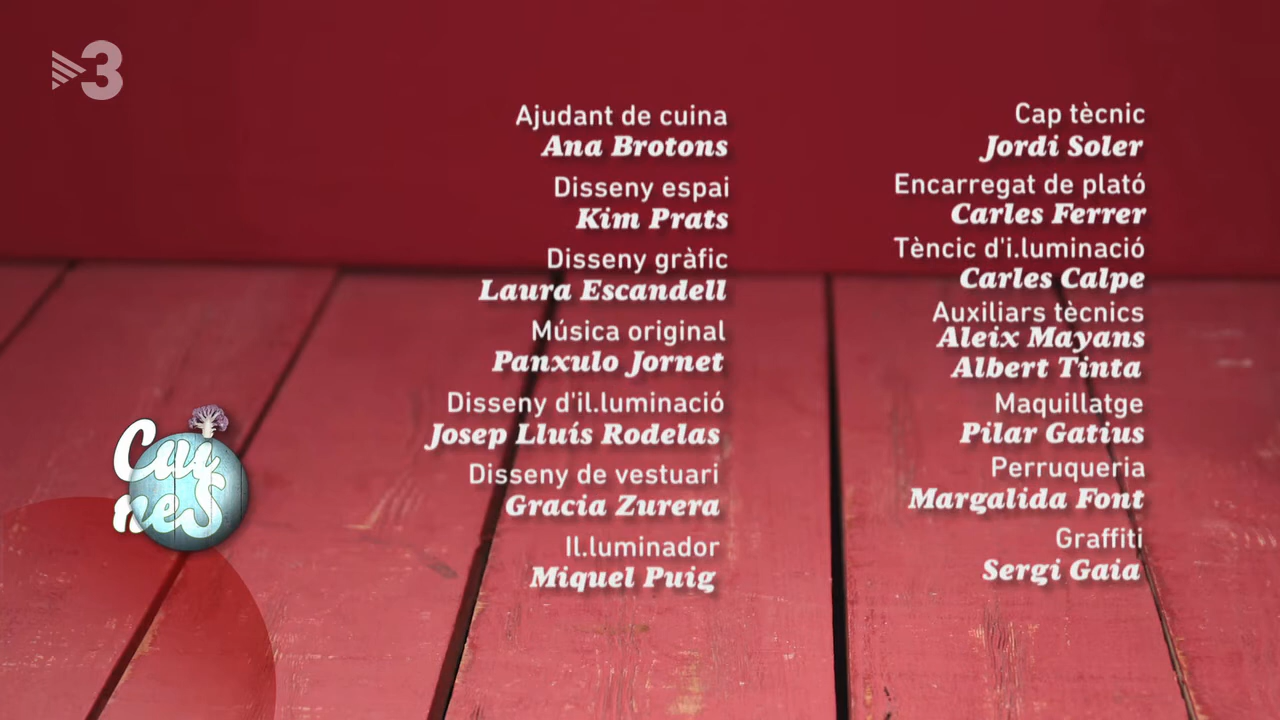 3
Ajudant de cuina
Ana Brotons
Disseny espai
Kim Prats
Disseny gràfic
Laura Escandell
Música original
Panxulo Jornet
Disseny d'il.luminació
Josep Lluís Rodelas
Disseny de vestuari
Gracia Zurera
Il.luminador
Miquel Puig
Cap tècnic
Jordi Soler
Encarregat de plató
Carles Ferrer
Tèncic d'i.luminació
Carles Calpe
Auxiliars tècnics
Aleix Mayans
Albert Tinta
Maquillatge
Pilar Gatius
Perruqueria
Margalida Font
Graffiti
Sergi Gaia
Cui
neS